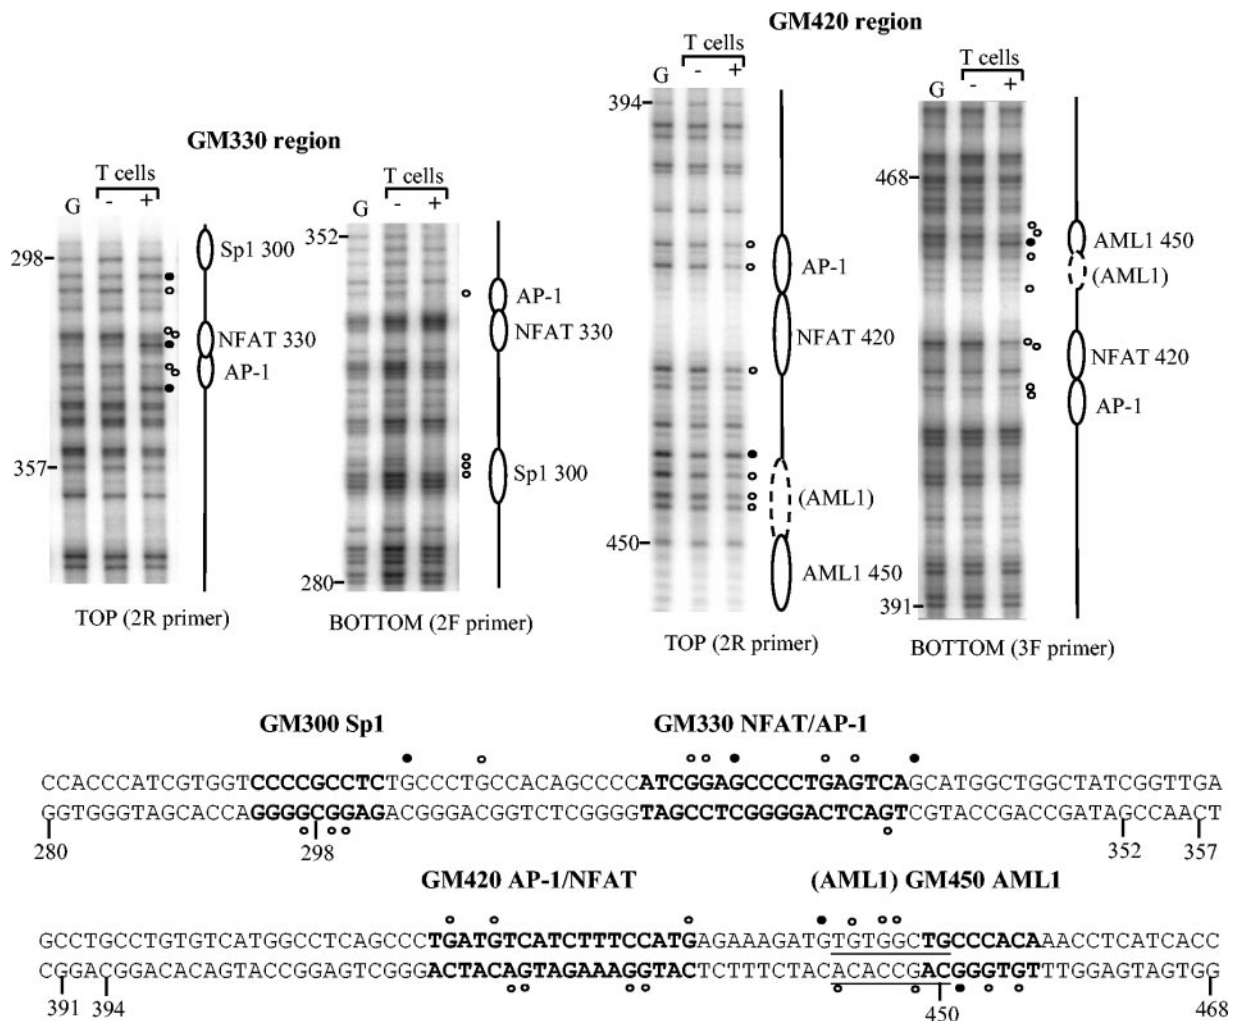 GM420 region
T cells
G - +
394
AP-1
NFAT 420
(AML1)
450
AML1 450
TOP (2R primer)
T cells
G - +
468
AML1 450
(AML1)
NFAT 420
AP-1
391
BOTTOM (3F primer)
GM330 region
T cells
G - +
298
Sp1 300
NFAT 330
AP-1
357
TOP (2R primer)
T cells
G - +
352
AP-1
NFAT 330
Sp1 300
280
BOTTOM (2F primer)
GM300 Sp1 GM330 NFAT/AP-1
CCACCCATCGTGGTCCCCGCCTCTGCCCTGCCACAGCCCCATCGGAGCCCCTGAGTCAGCATGGCTGGCTATCGGTTGA
GGTGGGTAGCACCAGGGGCGGAGACGGGACGGTCTCGGGGTAGCCTCGGGGACTCAGTCGTACCGACCGATAGCCAACT
280 298 352 357
GM420 AP-1/NFAT (AML1) GM450 AML1
GCCTGCCTGTGTCATGGCCTCAGCCCTGATGTCATCTTTCCATGAGAAAGATGTGTGGCTGCCCACAAACCTCATCACC
CGGACGGACACAGTACCGGAGTCGGGACTACAGTAGAAAGGTACTCTTTCTACACACCGACGGGTGTTTGGAGTAGTGG
391 394 450 468